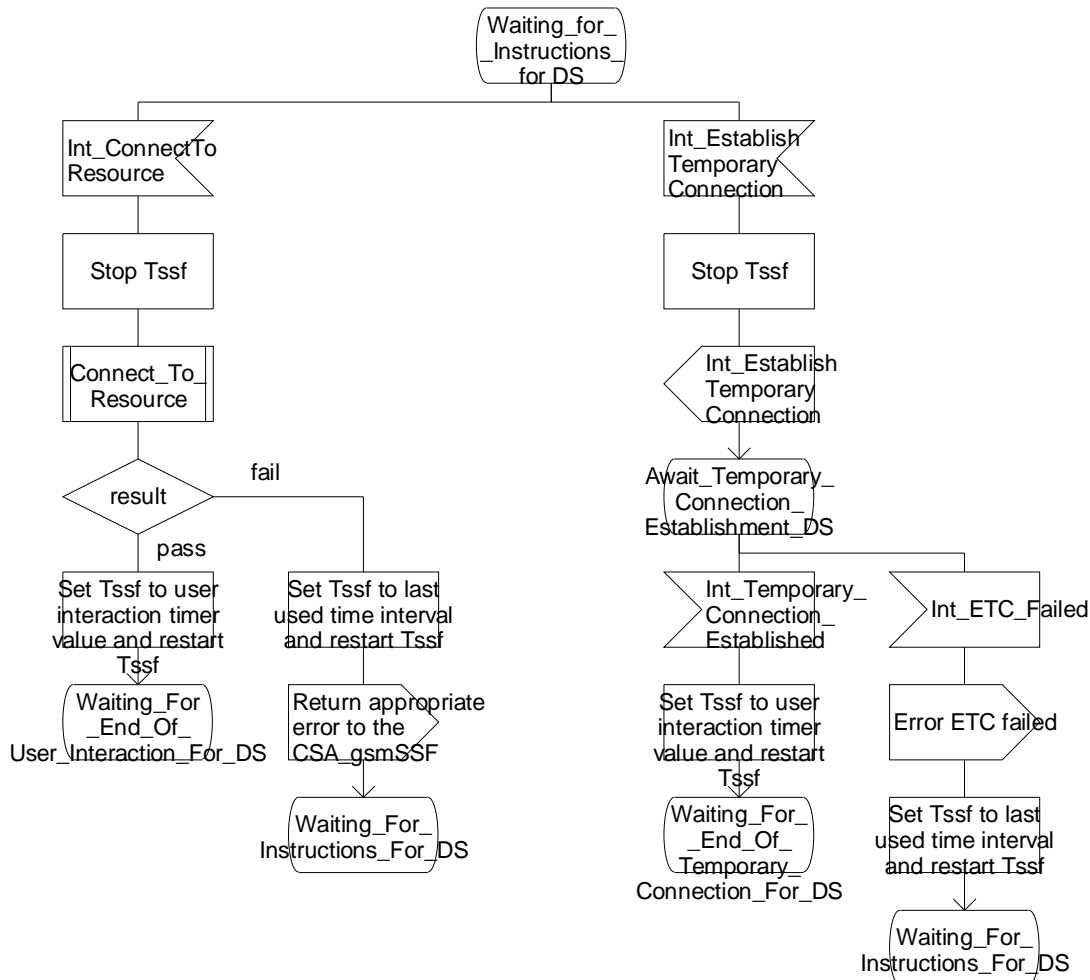 Waiting_for_
_Instructions_
for DS
Int_ConnectTo
Resource
Stop Tssf
Connect_To_
Resource
result
fail
pass
Set Tssf to user
interaction timer
value and restart
Tssf
Waiting_For
_End_Of_
User_Interaction_For_DS
Set Tssf to last
used time interval
and restart Tssf
Return appropriate
error to the
CSA_gsmSSF
Waiting_For_
Instructions_For_DS
Int_Establish
Temporary
Connection
Stop Tssf
Int_Establish
Temporary
Connection
Await_Temporary_
Connection_
Establishment_DS
Int_Temporary_
Connection_
Established
Set Tssf to user
interaction timer
value and restart
Tssf
Waiting_For_
_End_Of_
Temporary_
Connection_For_DS
Int_ETC_Failed
Error ETC failed
Set Tssf to last
used time interval
and restart Tssf
Waiting_For_
Instructions_For_DS